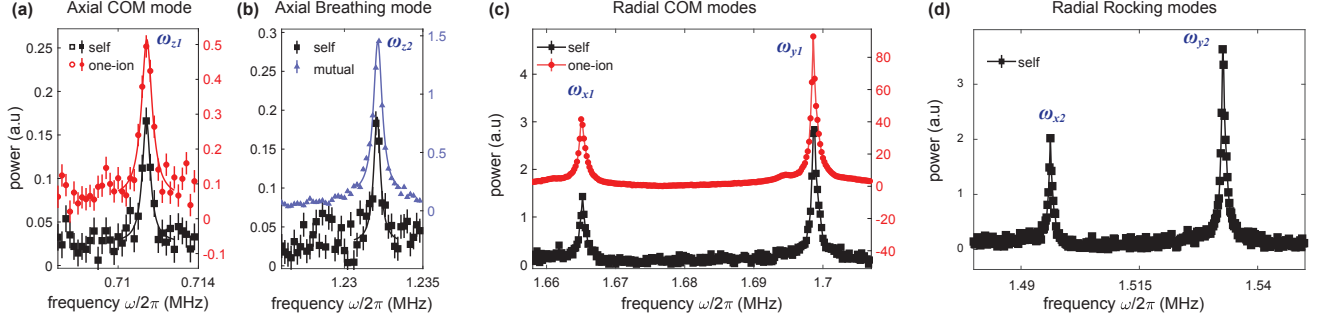 (a) Axial COM mode
ωz1
self
one-ion
power (a.u)
0.25
0.2
0.15
0.1
0.05
0
0.5
0.4
0.3
0.2
0.1
0
-0.1
0.71
0.714
frequency ω/2π (MHz)
(b) Axial Breathing mode
ωz2
self
mutual
0.3
0.25
0.2
0.15
0.1
0.05
0
1.5
1
0.5
0
1.23
1.235
frequency ω/2π (MHz)
(c) Radial COM modes
self
one-ion
ωx1
ωy1
power (a.u)
4
3
2
1
0
80
60
40
20
0
-20
-40
1.66
1.67
1.68
1.69
1.7
frequency ω/2π (MHz)
(d) Radial Rocking modes
self
ωx2
ωy2
power (a.u)
3
2
1
0
1.49
1.515
1.54
frequency ω/2π (MHz)